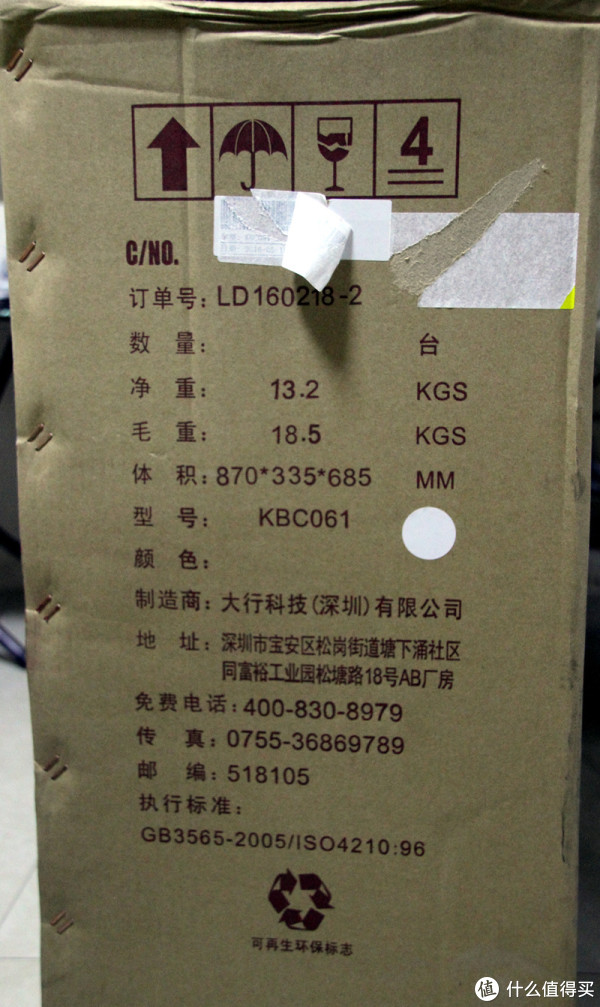 4
C/NO.
订单号: LD160218-2
数 量: 台
净 重: 13.2 KGS
毛 重: 18.5 KGS
体 积: 870*335*685 MM
型 号: KBC061
颜 色:
制造商: 大行科技(深圳)有限公司
地 址: 深圳市宝安区松岗街道塘下涌社区
同富裕工业园松塘路18号AB厂房
免费电话: 400-830-8979
传 真: 0755-36869789
邮 编: 518105
执行标准:
GB3565-2005/ISO4210:96
可再生环保标志
值 什么值得买